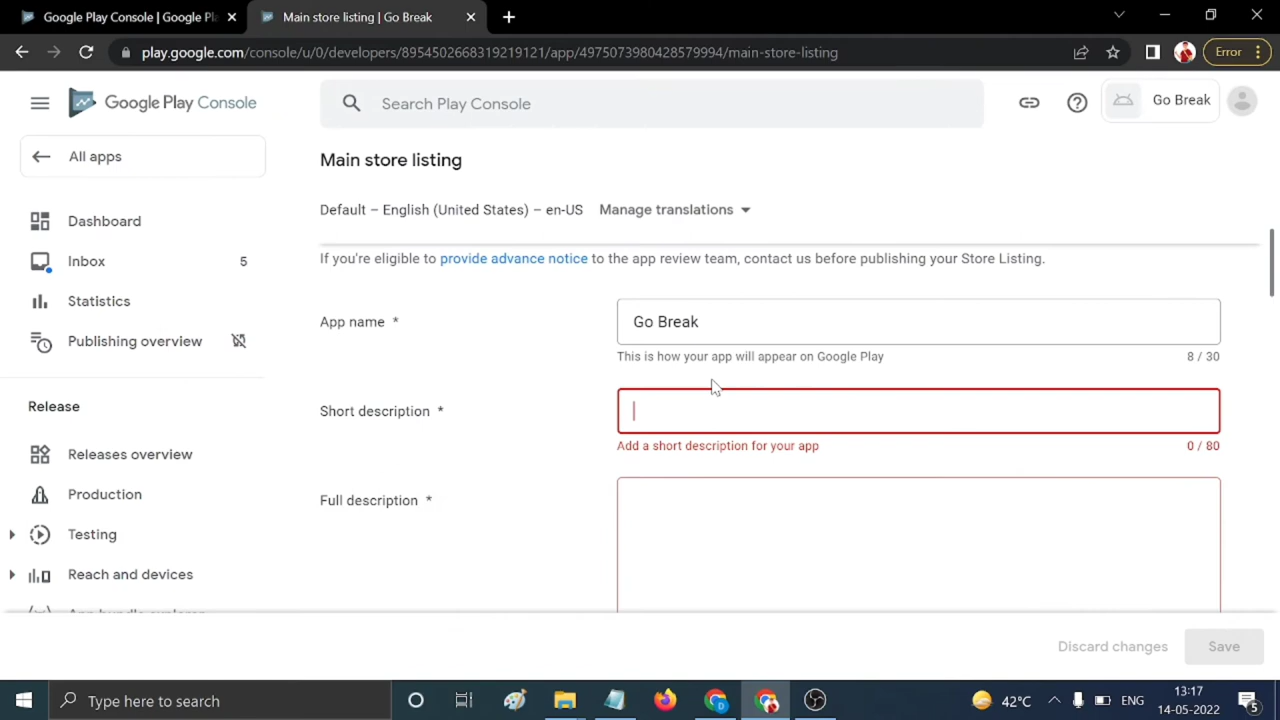 Google Play Console | Google Pl
Main store listing | Go Break
play.google.com/console/u/0/developers/8954502668319219121/app/4975073980428579994/main-store-listing
Error
Google Play Console
Search Play Console
Go Break
All apps
Main store listing
Default – English (United States) – en-US Manage translations
Dashboard
Inbox 5
Statistics
Publishing overview
Release
Releases overview
Production
Testing
Reach and devices
App bundle explorer
If you're eligible to provide advance notice to the app review team, contact us before publishing your Store Listing.
App name *
Go Break
This is how your app will appear on Google Play 8 / 30
Short description *
Add a short description for your app 0 / 80
Full description *
Discard changes Save
Type here to search
42°C
ENG
13:17
14-05-2022
5